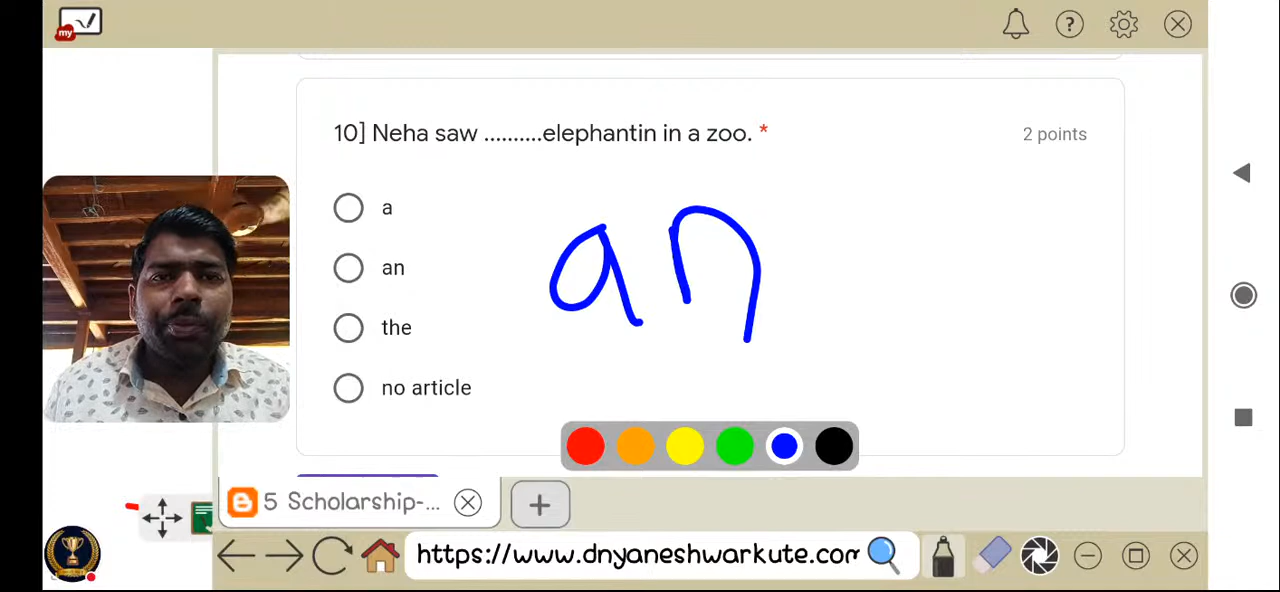 my
?
10] Neha saw ..........elephantin in a zoo. *
2 points
a
an
the
no article
an
5 Scholarship-...
https://www.dnyaneshwarkute.cor